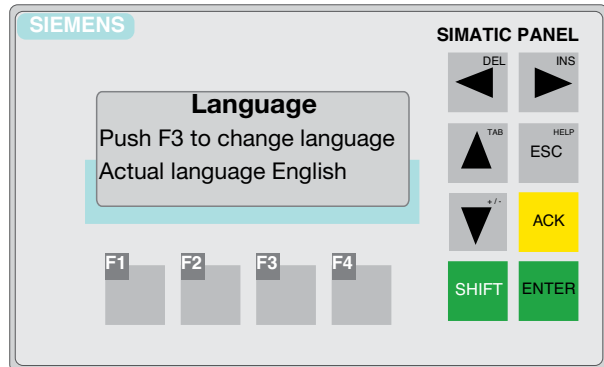 SIEMENS
SIMATIC PANEL
Language
Push F3 to change language
Actual language English
DEL
INS
TAB
HELP
ESC
+ / -
ACK
F1
F2
F3
F4
SHIFT
ENTER